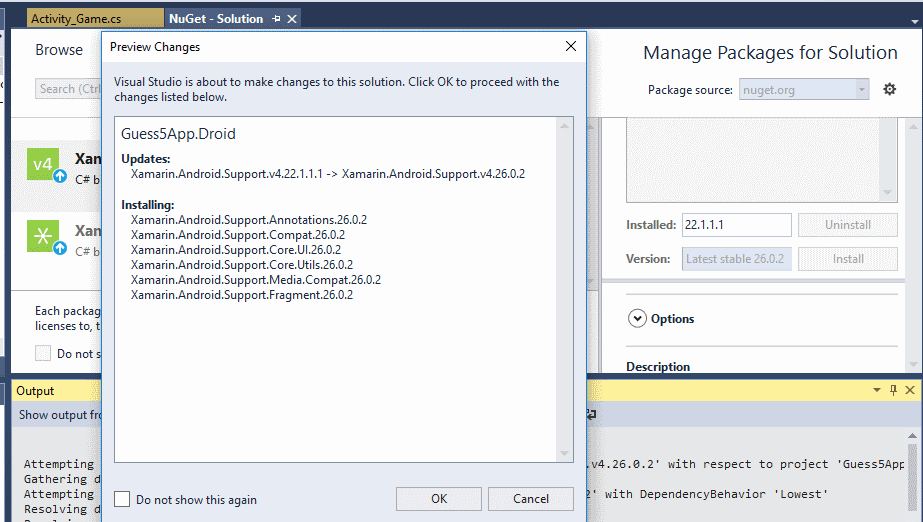 Activity_Game.cs
NuGet - Solution
Browse
Preview Changes
Manage Packages for Solution
Search (Ctrl
Package source: nuget.org
Visual Studio is about to make changes to this solution. Click OK to proceed with the
changes listed below.
Guess5App.Droid
Updates:
Xamarin.Android.Support.v4.22.1.1.1 -> Xamarin.Android.Support.v4.26.0.2
Installing:
Xamarin.Android.Support.Annotations.26.0.2
Xamarin.Android.Support.Compat.26.0.2
Xamarin.Android.Support.Core.UI.26.0.2
Xamarin.Android.Support.Core.Utils.26.0.2
Xamarin.Android.Support.Media.Compat.26.0.2
Xamarin.Android.Support.Fragment.26.0.2
Do not show this again
OK Cancel
v4 Xam
C# b
Xam
C# b
Each packag
licenses to, t
Do not s
Installed: 22.1.1.1 Uninstall
Version: Latest stable 26.0.2 Install
Options
Description
Output
Show output fro
Attempting .v4.26.0.2' with respect to project 'Guess5App
Gathering d
Attempting 2' with DependencyBehavior 'Lowest'
Resolving d